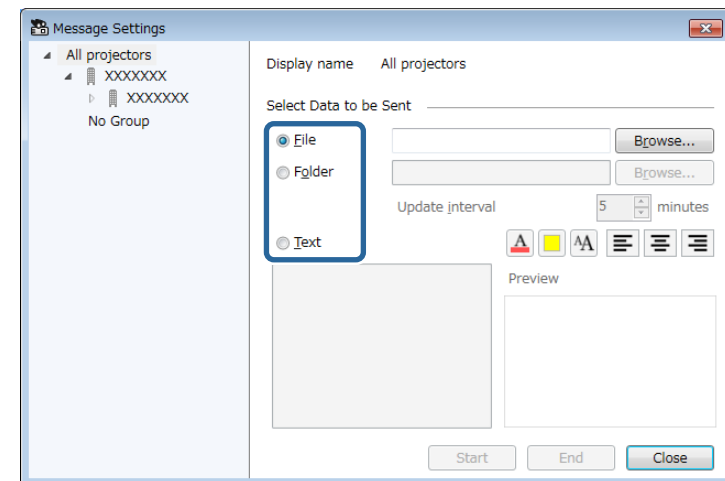 Message Settings
All projectors
XXXXXXX
XXXXXXX
No Group
Display name All projectors
Select Data to be Sent
File Browse...
Folder Browse...
Update interval 5 minutes
Text A AA
Preview
Start End Close